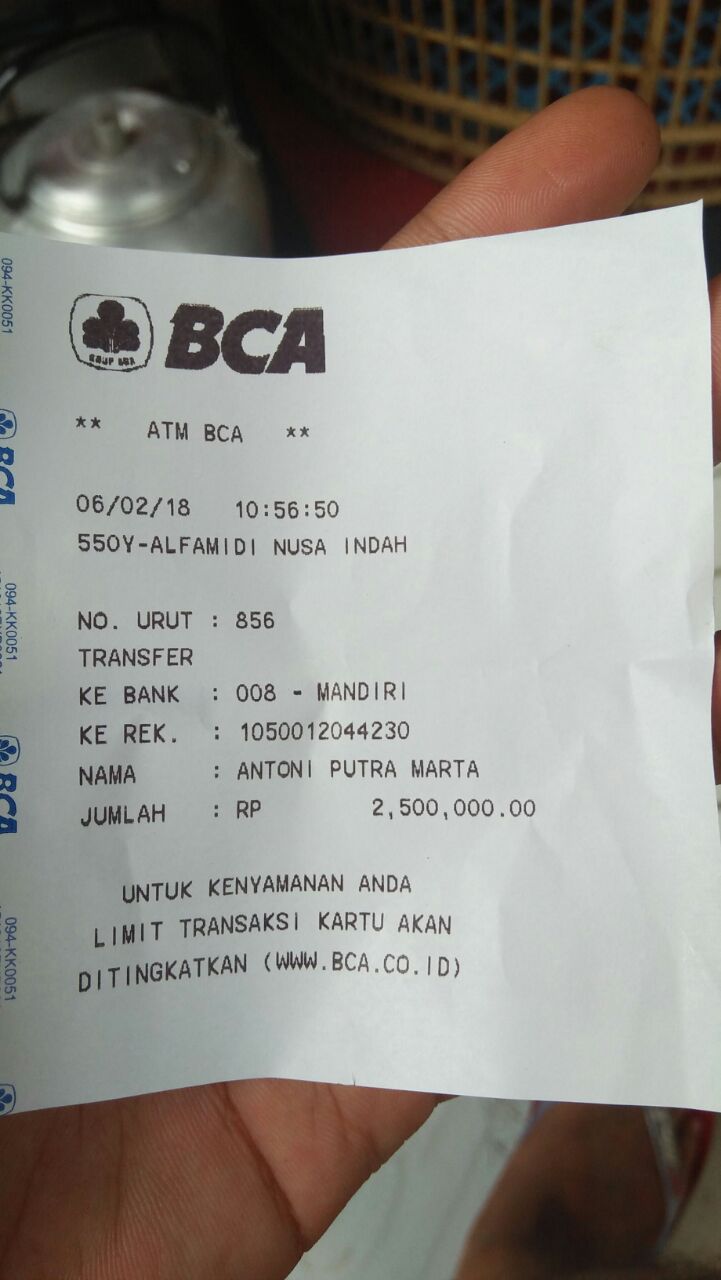 BCA
** ATM BCA **
06/02/18 10:56:50
550Y-ALFAMIDI NUSA INDAH
NO. URUT : 856
TRANSFER
KE BANK : 008 - MANDIRI
KE REK. : 1050012044230
NAMA : ANTONI PUTRA MARTA
JUMLAH : RP 2,500,000.00
UNTUK KENYAMANAN ANDA
LIMIT TRANSAKSI KARTU AKAN
DITINGKATKAN (WWW.BCA.CO.ID)
094-KK0051
BCA
094-KK0051
BCA
094-KK0051